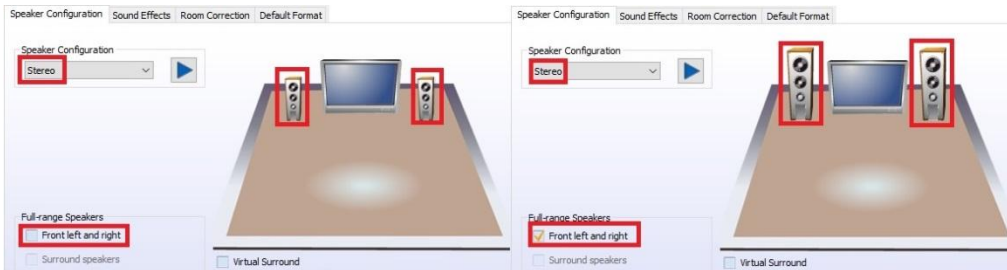 Speaker Configuration Sound Effects Room Correction Default Format
Speaker Configuration
Stereo
Full-range Speakers
Front left and right
Surround speakers
Virtual Surround
Speaker Configuration Sound Effects Room Correction Default Format
Speaker Configuration
Stereo
Full-range Speakers
Front left and right
Surround speakers
Virtual Surround